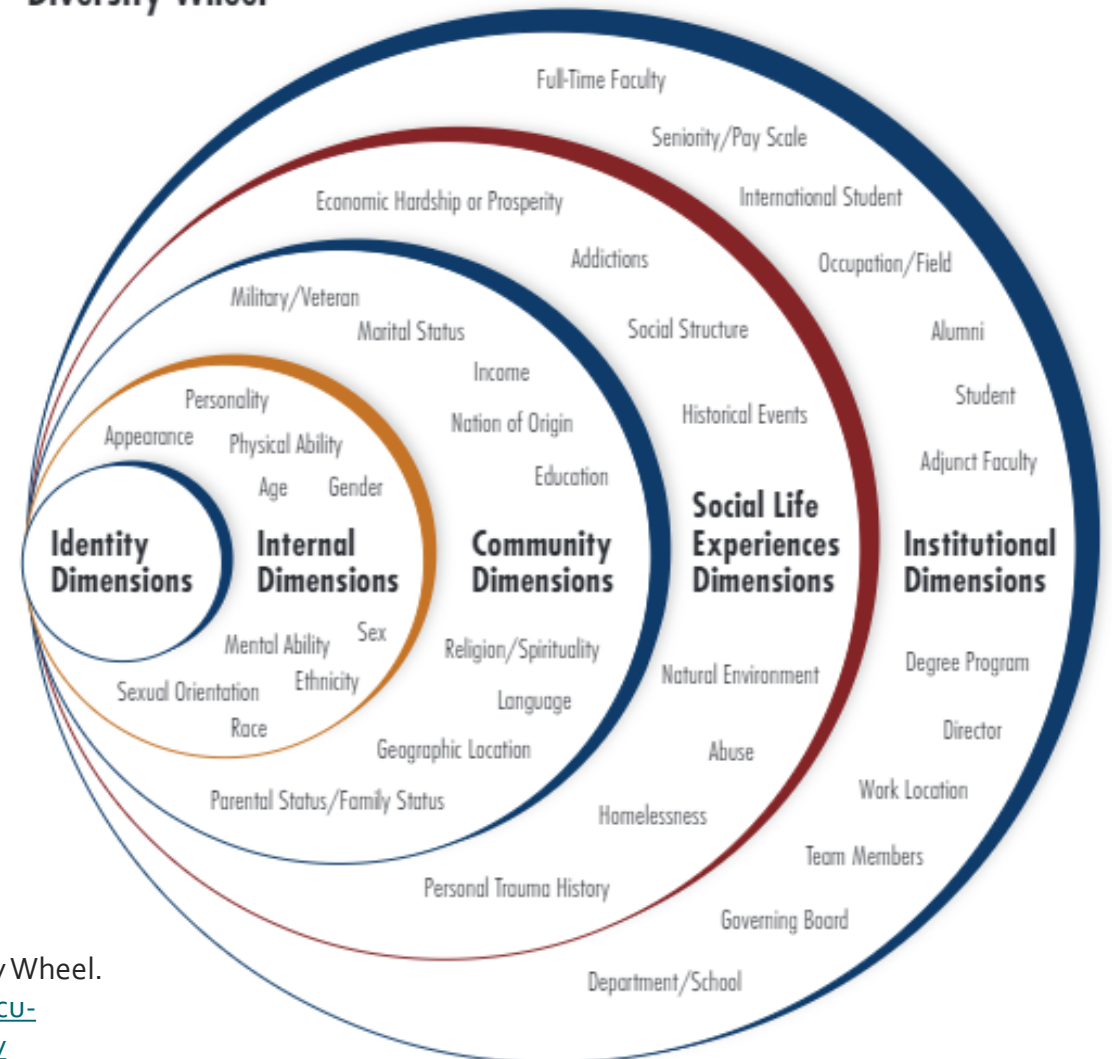 Diversity Wheel
Full-Time Faculty
Seniority/Pay Scale
International Student
Occupation/Field
Alumni
Student
Adjunct Faculty
Institutional
Dimensions
Degree Program
Director
Work Location
Team Members
Governing Board
Department/School
Economic Hardship or Prosperity
Addictions
Social Structure
Historical Events
Social Life
Experiences
Dimensions
Natural Environment
Abuse
Homelessness
Personal Trauma History
Military/Veteran
Marital Status
Income
Nation of Origin
Education
Community
Dimensions
Religion/Spirituality
Language
Geographic Location
Parental Status/Family Status
Personality
Appearance
Physical Ability
Age
Gender
Internal
Dimensions
Mental Ability
Sex
Sexual Orientation
Ethnicity
Race
Identity
Dimensions
Wheel.
cu-